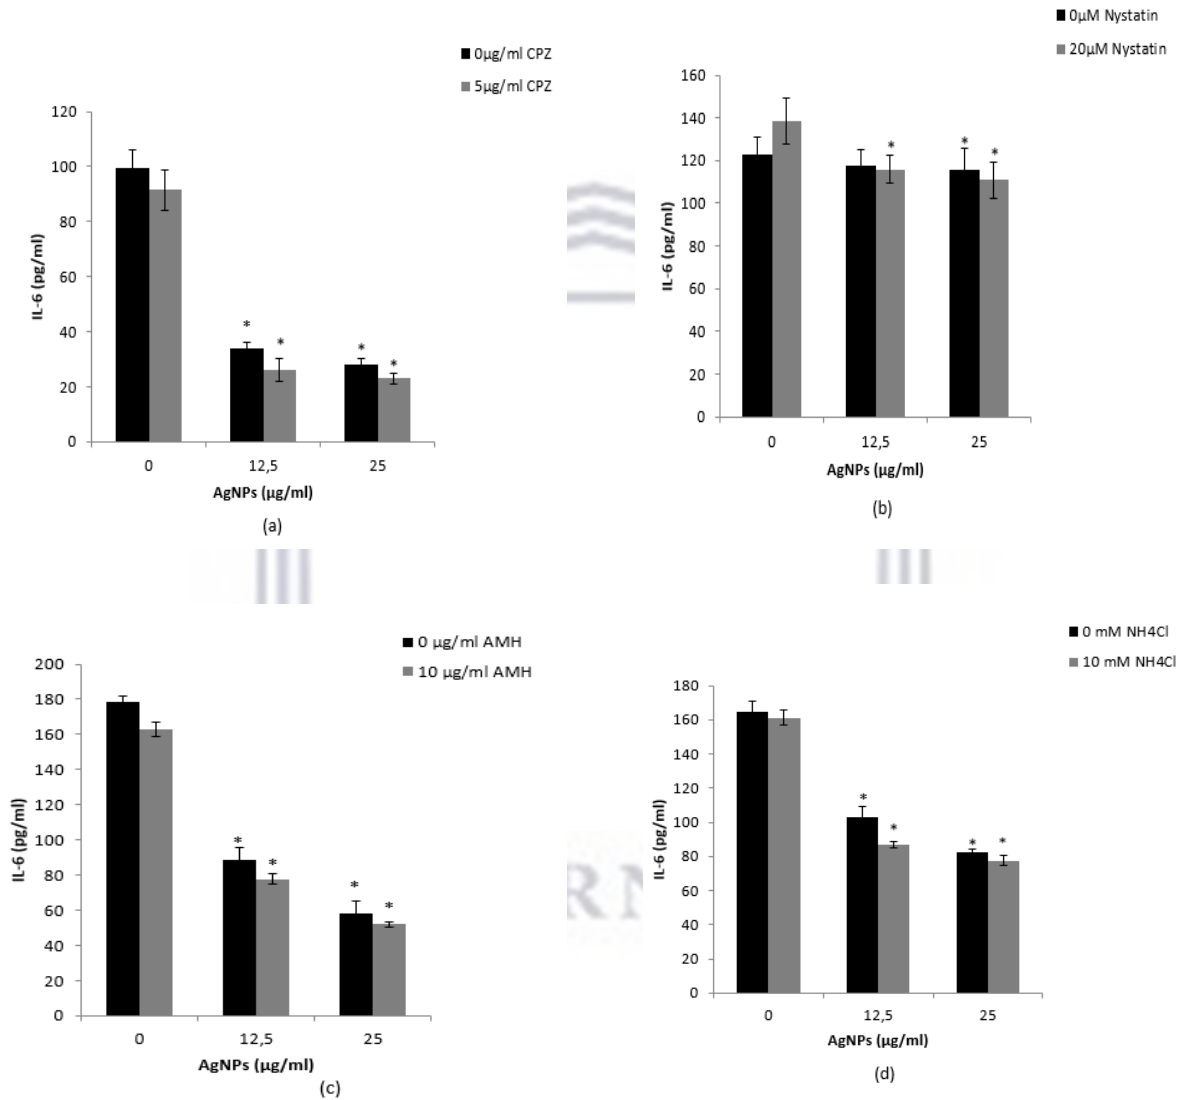 0µg/ml CPZ
5µg/ml CPZ
120
100
80
60
40
20
0
IL-6 (pg/ml)
* * * *
0 12,5 25
AgNPs (µg/ml)
(a)
0µM Nystatin
20µM Nystatin
160
140
120
100
80
60
40
20
0
IL-6 (pg/ml)
* * *
0 12,5 25
AgNPs (µg/ml)
(b)
0 µg/ml AMH
10 µg/ml AMH
200
180
160
140
120
100
80
60
40
20
0
IL-6 (pg/ml)
* * * *
0 12,5 25
AgNPs (µg/ml)
(c)
0 mM NH4Cl
10 mM NH4Cl
180
160
140
120
100
80
60
40
20
0
IL-6 (pg/ml)
* * * *
0 12,5 25
AgNPs (µg/ml)
(d)